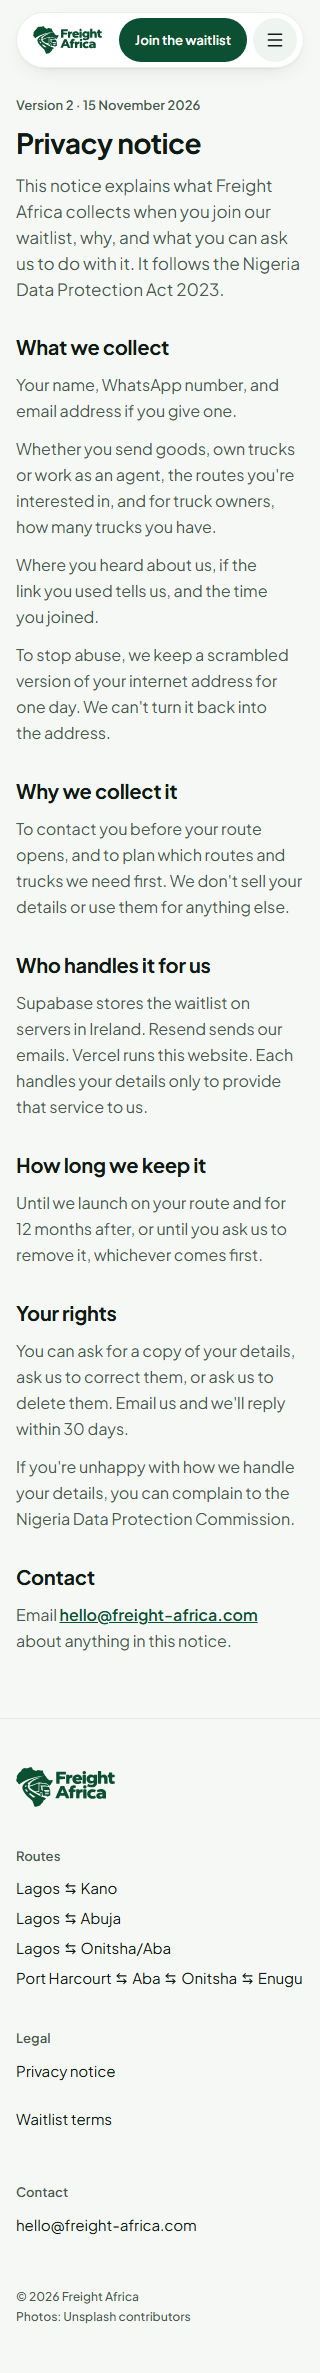 Freight
Africa
Join the waitlist
Version 2 · 15 November 2026
Privacy notice
This notice explains what Freight
Africa collects when you join our
waitlist, why, and what you can ask
us to do with it. It follows the Nigeria
Data Protection Act 2023.
What we collect
Your name, WhatsApp number, and
email address if you give one.
Whether you send goods, own trucks
or work as an agent, the routes you're
interested in, and for truck owners,
how many trucks you have.
Where you heard about us, if the
link you used tells us, and the time
you joined.
To stop abuse, we keep a scrambled
version of your internet address for
one day. We can't turn it back into
the address.
Why we collect it
To contact you before your route
opens, and to plan which routes and
trucks we need first. We don't sell your
details or use them for anything else.
Who handles it for us
Supabase stores the waitlist on
servers in Ireland. Resend sends our
emails. Vercel runs this website. Each
handles your details only to provide
that service to us.
How long we keep it
Until we launch on your route and for
12 months after, or until you ask us to
remove it, whichever comes first.
Your rights
You can ask for a copy of your details,
ask us to correct them, or ask us to
delete them. Email us and we'll reply
within 30 days.
If you're unhappy with how we handle
your details, you can complain to the
Nigeria Data Protection Commission.
Contact
Email hello@freight-africa.com
about anything in this notice.
Freight
Africa
Routes
Lagos ⇆ Kano
Lagos ⇆ Abuja
Lagos ⇆ Onitsha/Aba
Port Harcourt ⇆ Aba ⇆ Onitsha ⇆ Enugu
Legal
Privacy notice
Waitlist terms
Contact
hello@freight-africa.com
© 2026 Freight Africa
Photos: Unsplash contributors